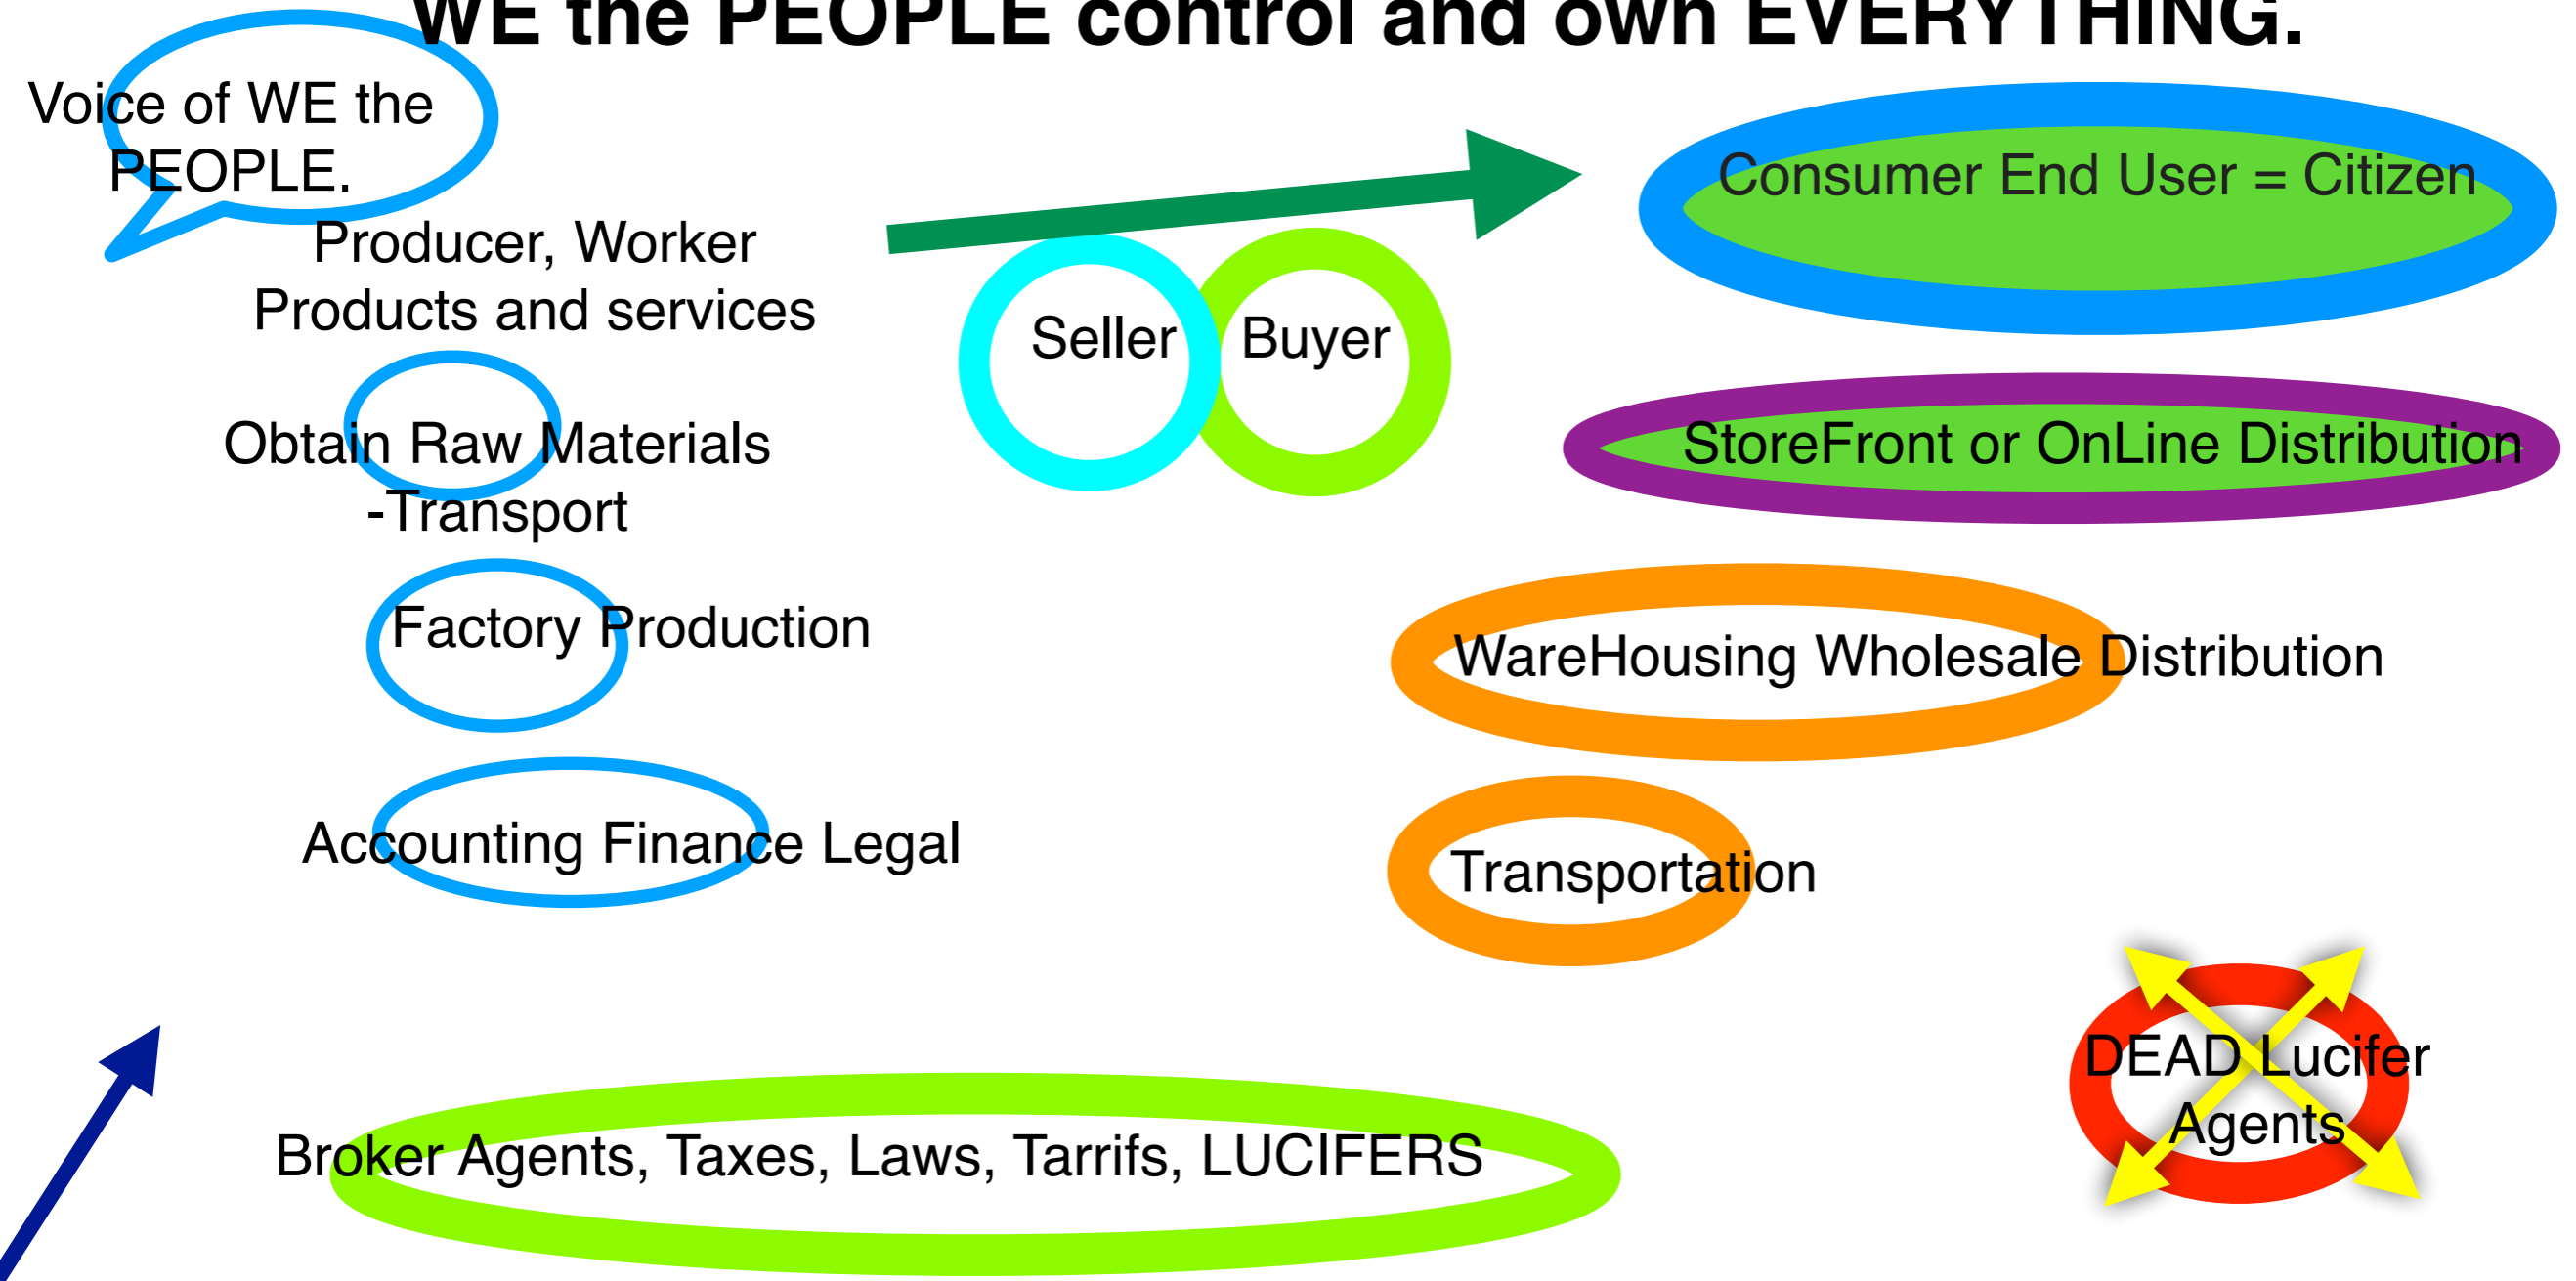 WE the PEOPLE control and own EVERYTHING.
Voice of WE the
PEOPLE.
Producer, Worker
Products and services
Obtain Raw Materials
-Transport
Factory Production
Accounting Finance Legal
Seller
Buyer
Consumer End User = Citizen
StoreFront or OnLine Distribution
WareHousing Wholesale Distribution
Transportation
Broker Agents, Taxes, Laws, Tarrifs, LUCIFERS
DEAD Lucifer
Agents